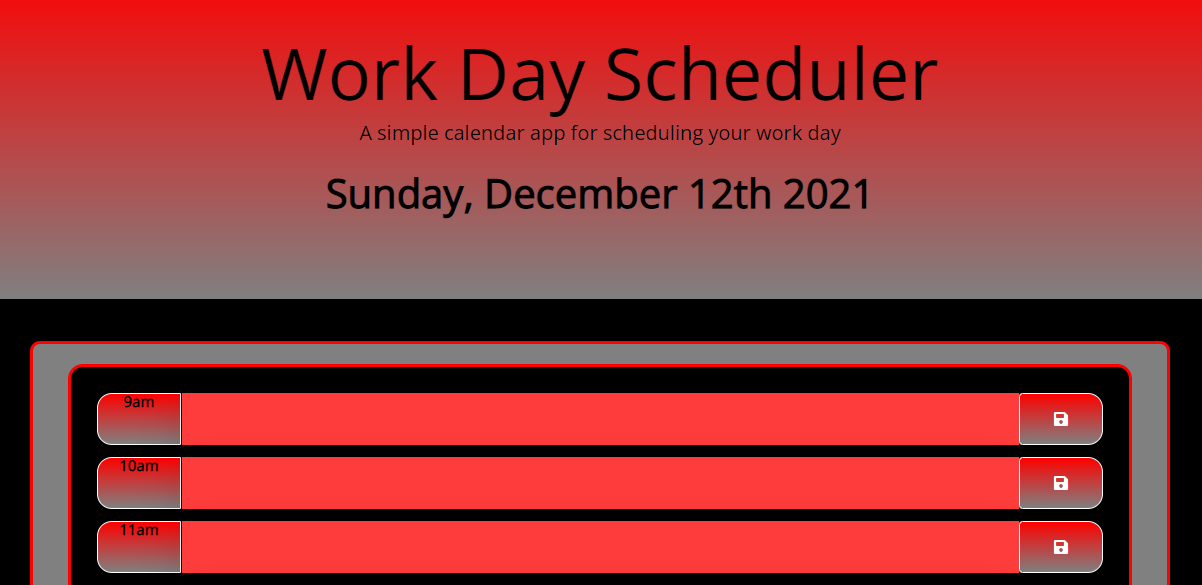 Work Day Scheduler
A simple calendar app for scheduling your work day
Sunday, December 12th 2021
9am
10am
11am